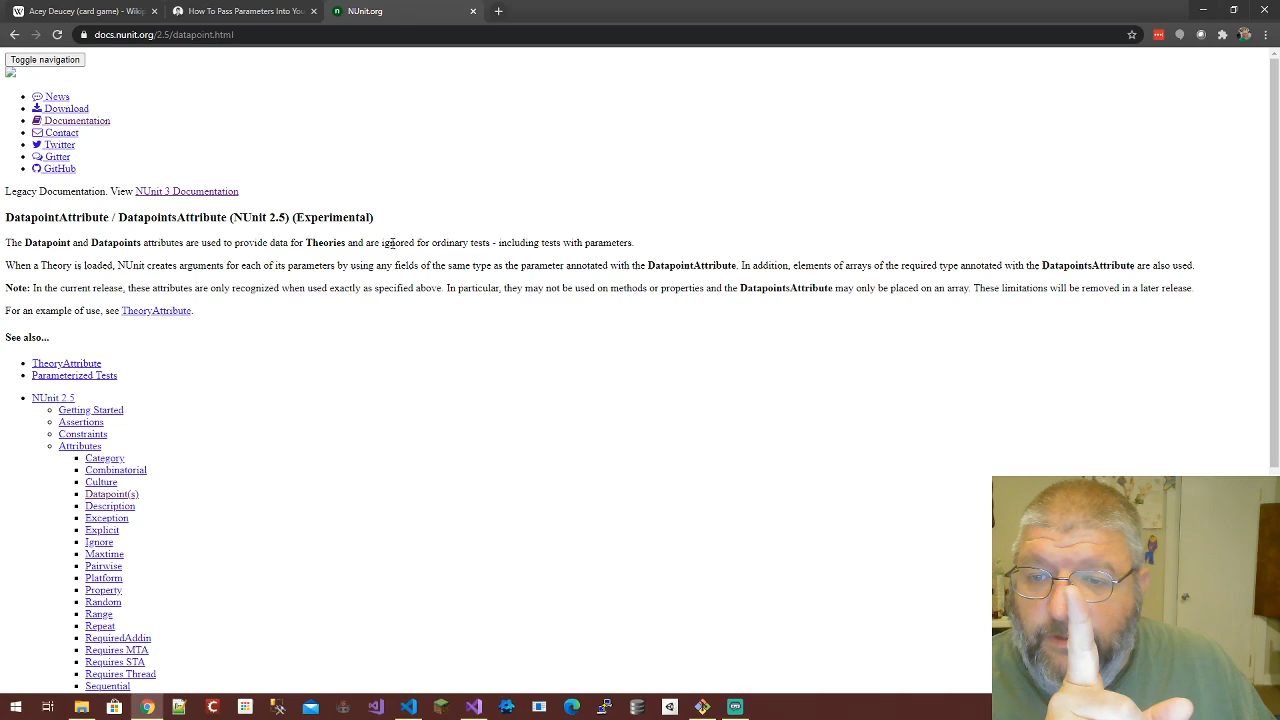 Acey Deucey (card game) - Wiki
How To Pass Parameters Into You
NUnit.org
docs.nunit.org/2.5/datapoint.html
Toggle navigation
News
Download
Documentation
Contact
Twitter
Gitter
GitHub
Legacy Documentation. View NUnit 3 Documentation
DatapointAttribute / DatapointsAttribute (NUnit 2.5) (Experimental)
The Datapoint and Datapoints attributes are used to provide data for Theories and are ignored for ordinary tests - including tests with parameters.
When a Theory is loaded, NUnit creates arguments for each of its parameters by using any fields of the same type as the parameter annotated with the DatapointAttribute. In addition, elements of arrays of the required type annotated with the DatapointsAttribute are also used.
Note: In the current release, these attributes are only recognized when used exactly as specified above. In particular, they may not be used on methods or properties and the DatapointsAttribute may only be placed on an array. These limitations will be removed in a later release.
For an example of use, see TheoryAttribute.
See also...
TheoryAttribute
Parameterized Tests
NUnit 2.5
Getting Started
Assertions
Constraints
Attributes
Category
Combinatorial
Culture
Datapoint(s)
Description
Exception
Explicit
Ignore
Maxtime
Pairwise
Platform
Property
Random
Range
Repeat
RequiredAddin
Requires MTA
Requires STA
Requires Thread
Sequential